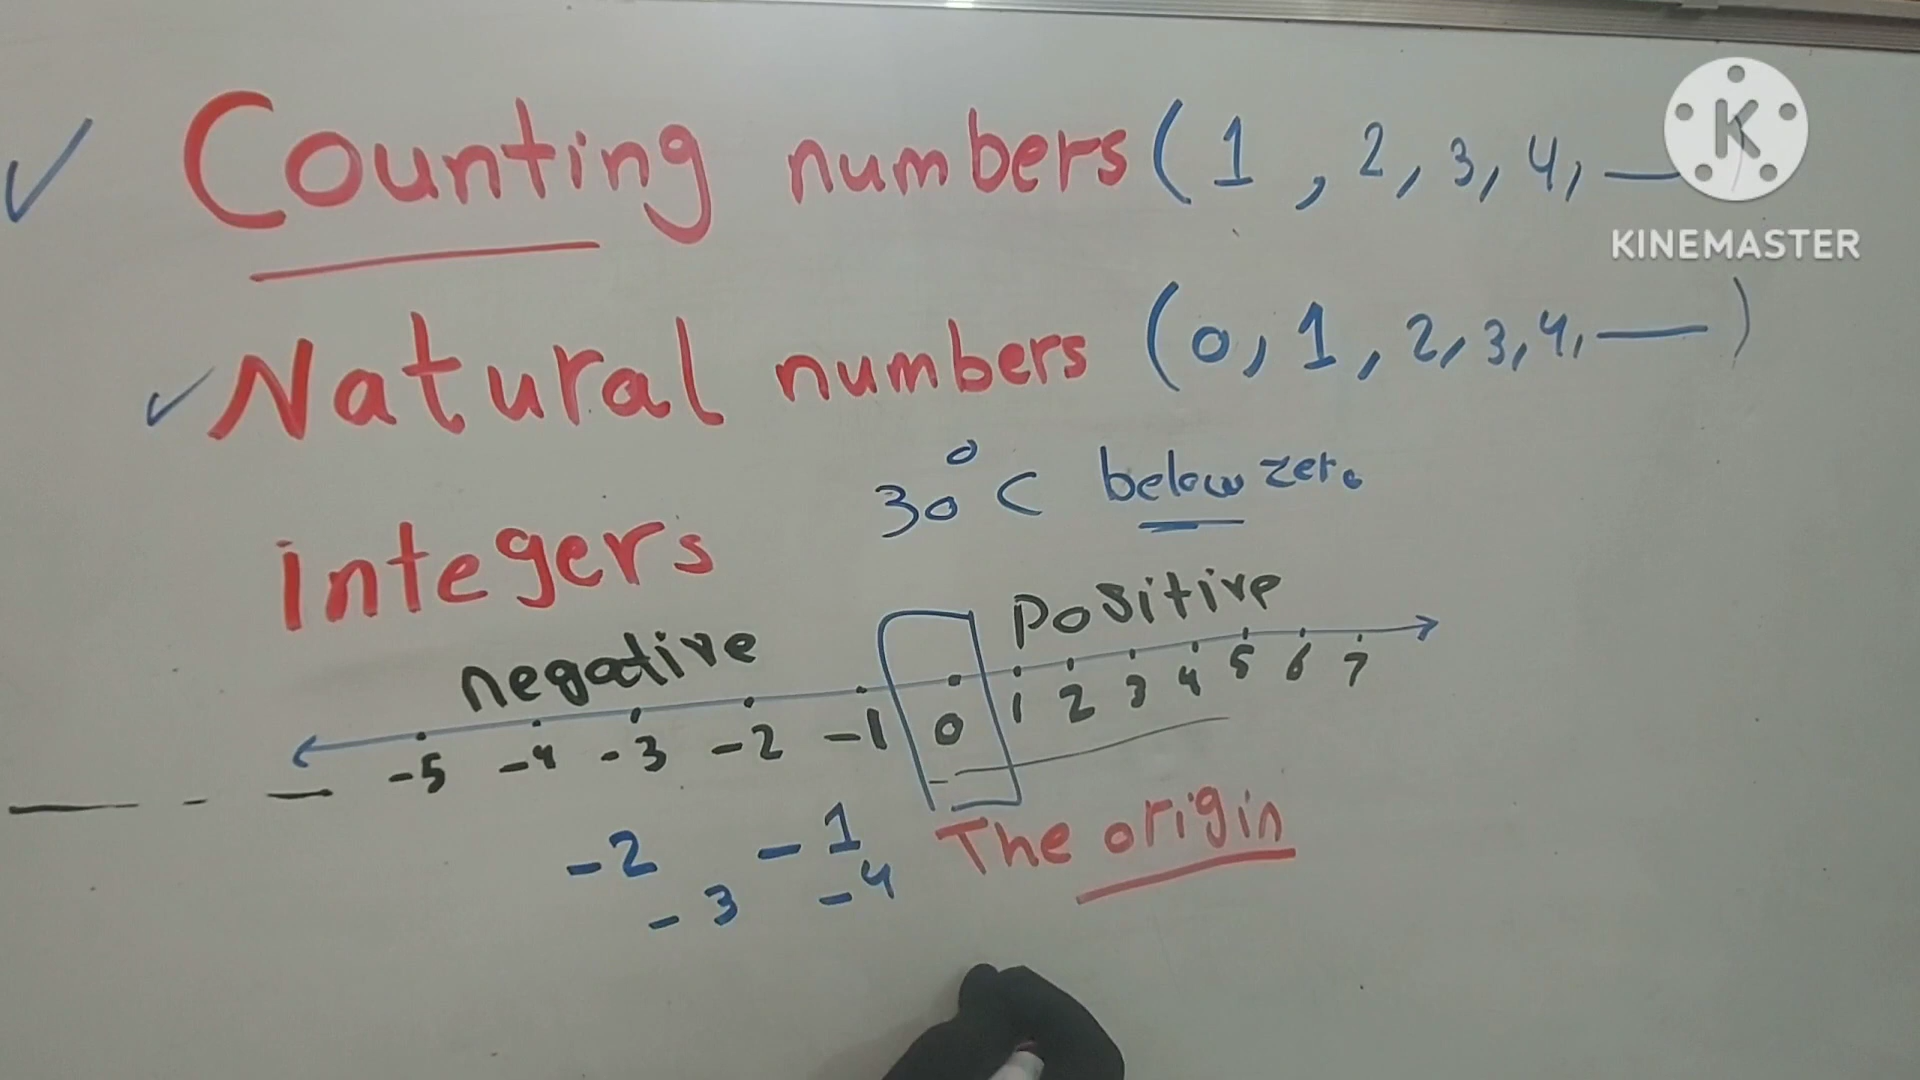 Counting numbers (1, 2, 3, 4, —
K
KINEMASTER
Natural numbers (0, 1, 2, 3, 4, —)
30°C below zero
integers
negative positive
-5 -4 -3 -2 -1 0 1 2 3 4 5 6 7
-2 -1
-3 -4
The origin